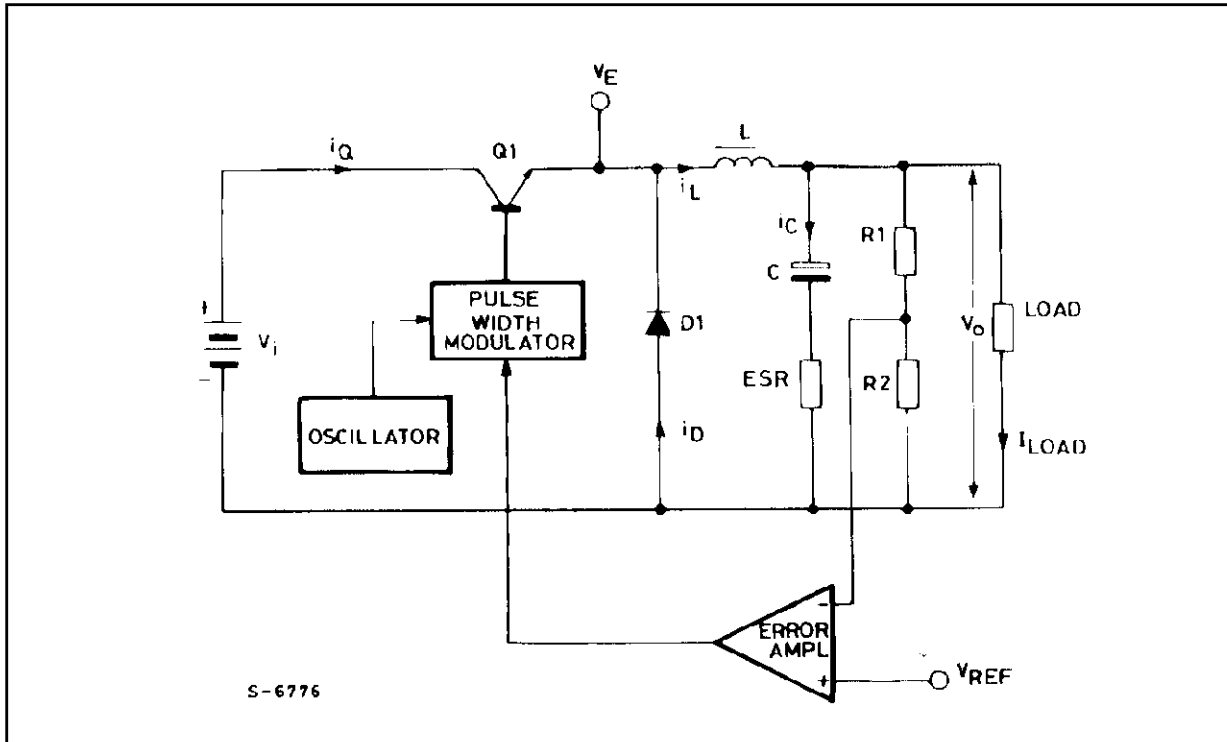 V_E
i_Q
Q1
L
i_L
i_C
R1
C
PULSE
WIDTH
MODULATOR
D1
V_o
LOAD
+
V_i
−
ESR
R2
OSCILLATOR
i_D
I_LOAD
−
ERROR
AMPL
+
V_REF
S-6776